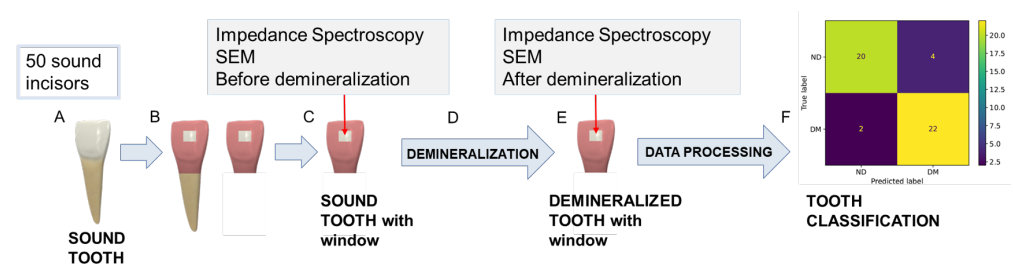 50 sound
incisors
Impedance Spectroscopy
SEM
Before demineralization
Impedance Spectroscopy
SEM
After demineralization
A
B
C
D
E
F
DEMINERALIZATION
DATA PROCESSING
SOUND
TOOTH
SOUND
TOOTH with
window
DEMINERALIZED
TOOTH with
window
TOOTH
CLASSIFICATION
True label
ND
DM
20
4
2
22
ND
DM
Predicted label
20.0
17.5
15.0
12.5
10.0
7.5
5.0
2.5